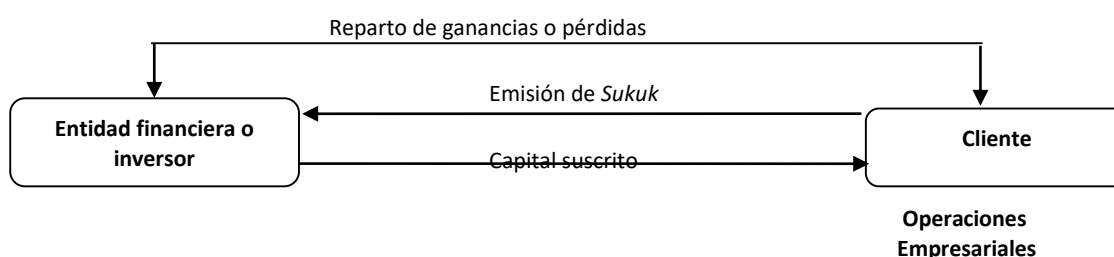 Reparto de ganancias o pérdidas
Emisión de Sukuk
Entidad financiera o
inversor
Cliente
Capital suscrito
Operaciones
Empresariales